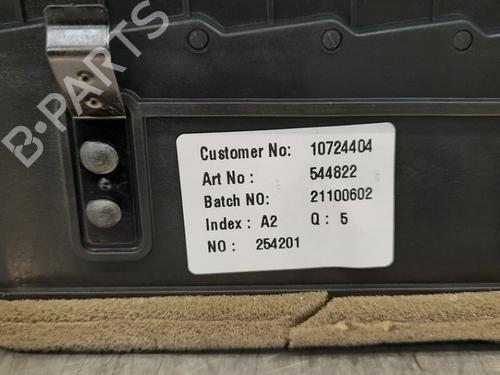 B-PARTS
Customer No: 10724404
Art No : 544822
Batch NO: 21100602
Index : A2 Q : 5
NO : 254201